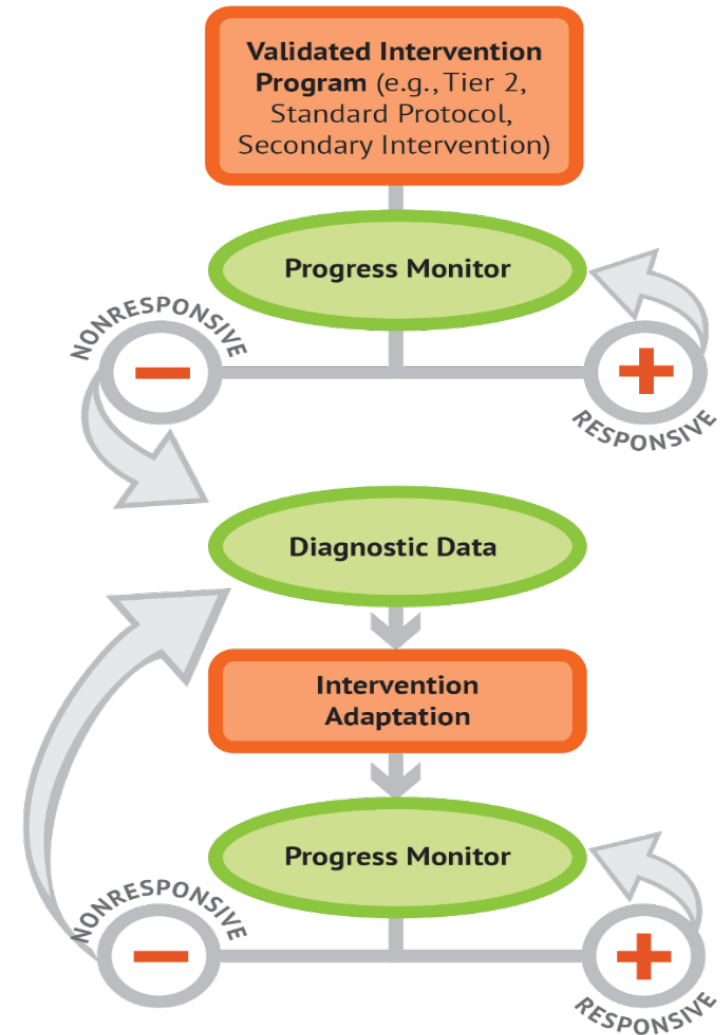 Validated Intervention
Program (e.g., Tier 2,
Standard Protocol,
Secondary Intervention)
Progress Monitor
NONRESPONSIVE
RESPONSIVE
Diagnostic Data
Intervention
Adaptation
Progress Monitor
NONRESPONSIVE
RESPONSIVE